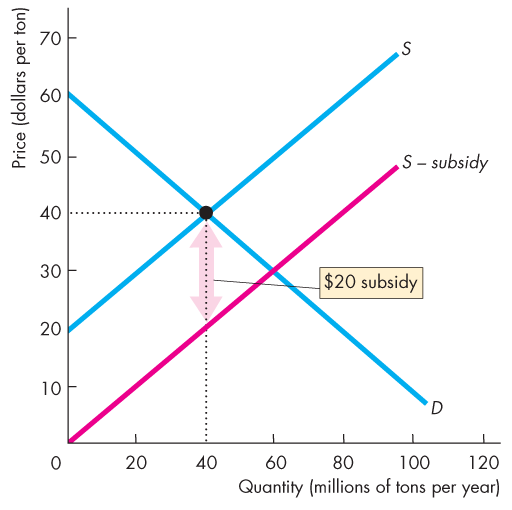 Price (dollars per ton)
70
60
50
40
30
20
10
0
20
40
60
80
100
120
Quantity (millions of tons per year)
S
S – subsidy
$20 subsidy
D